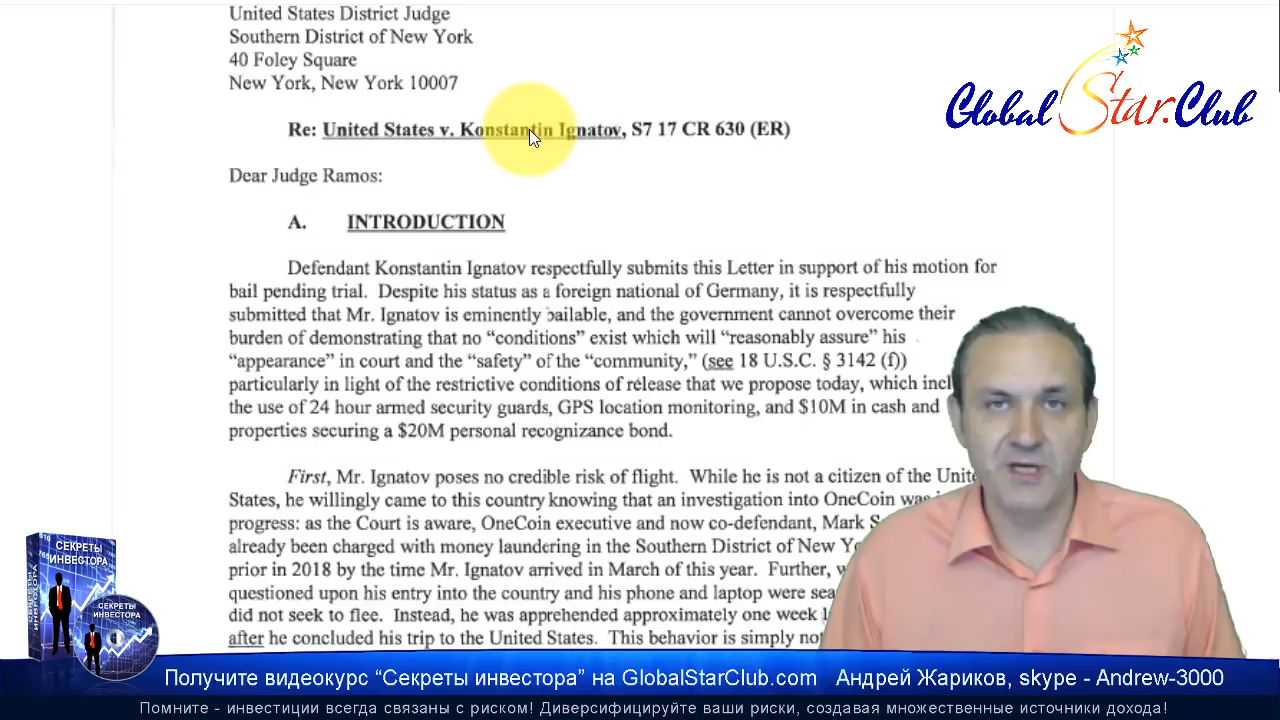 United States District Judge
Southern District of New York
40 Foley Square
New York, New York 10007
Global Star.Club
Re: United States v. Konstantin Ignatov, S7 17 CR 630 (ER)
Dear Judge Ramos:
A. INTRODUCTION
Defendant Konstantin Ignatov respectfully submits this Letter in support of his motion for
bail pending trial. Despite his status as a foreign national of Germany, it is respectfully
submitted that Mr. Ignatov is eminently bailable, and the government cannot overcome their
burden of demonstrating that no “conditions” exist which will “reasonably assure” his
“appearance” in court and the “safety” of the “community,” (see 18 U.S.C. § 3142 (f))
particularly in light of the restrictive conditions of release that we propose today, which
the use of 24 hour armed security guards, GPS location monitoring, and $10M in cash and
properties securing a $20M personal recognizance bond.
First, Mr. Ignatov poses no credible risk of flight. While he is not a citizen of the
States, he willingly came to this country knowing that an investigation into OneCoin
progress: as the Court is aware, OneCoin executive and now co-defendant, Mark
already been charged with money laundering in the Southern District of New
prior in 2018 by the time Mr. Ignatov arrived in March of this year. Further,
questioned upon his entry into the country and his phone and laptop were
did not seek to flee. Instead, he was apprehended approximately one week
after he concluded his trip to the United States. This behavior is simply
СЕКРЕТЫ
ИНВЕСТОРА
СЕКРЕТЫ
ИНВЕСТОРА
Получите видеокурс “Секреты инвестора” на GlobalStarClub.com Андрей Жариков, skype - Andrew-3000
Помните - инвестиции всегда связаны с риском! Диверсифицируйте ваши риски, создавая множественные источники дохода!